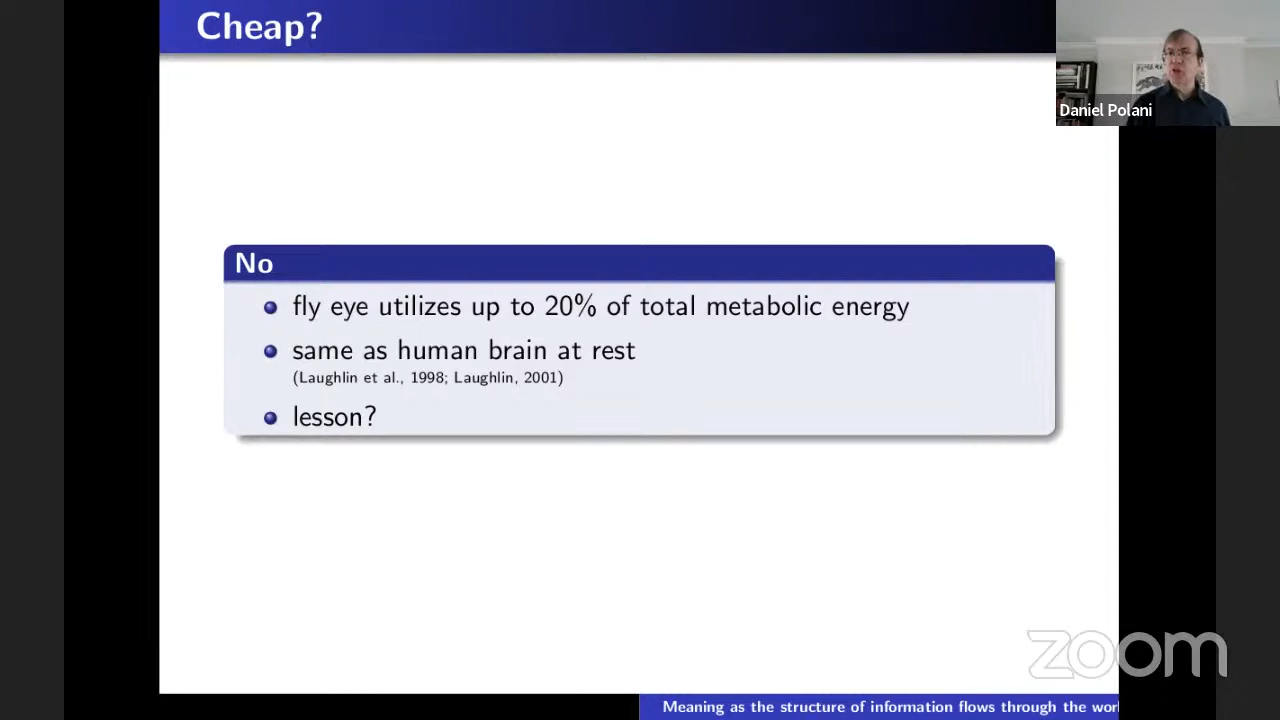 Cheap?
Daniel Polani
No
fly eye utilizes up to 20% of total metabolic energy
same as human brain at rest
(Laughlin et al., 1998; Laughlin, 2001)
lesson?
zoom
Meaning as the structure of information flows through the wor